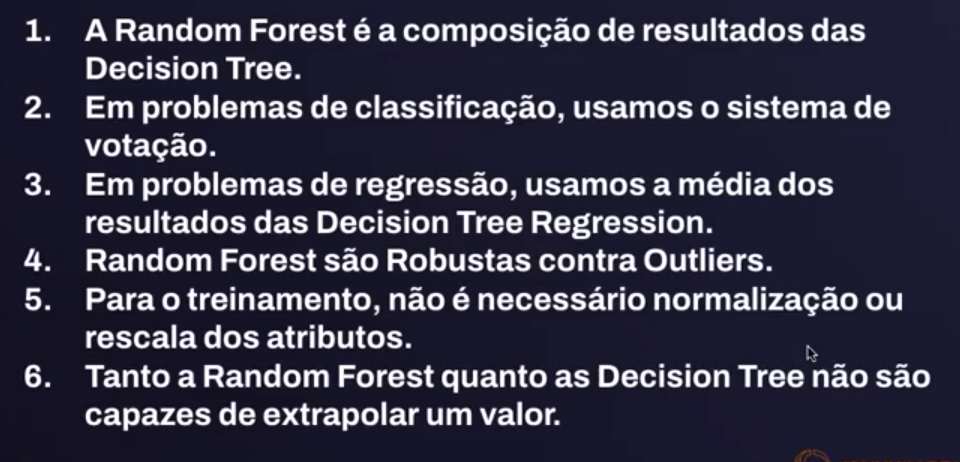 1. A Random Forest é a composição de resultados das
Decision Tree.
2. Em problemas de classificação, usamos o sistema de
votação.
3. Em problemas de regressão, usamos a média dos
resultados das Decision Tree Regression.
4. Random Forest são Robustas contra Outliers.
5. Para o treinamento, não é necessário normalização ou
rescala dos atributos.
6. Tanto a Random Forest quanto as Decision Tree não são
capazes de extrapolar um valor.